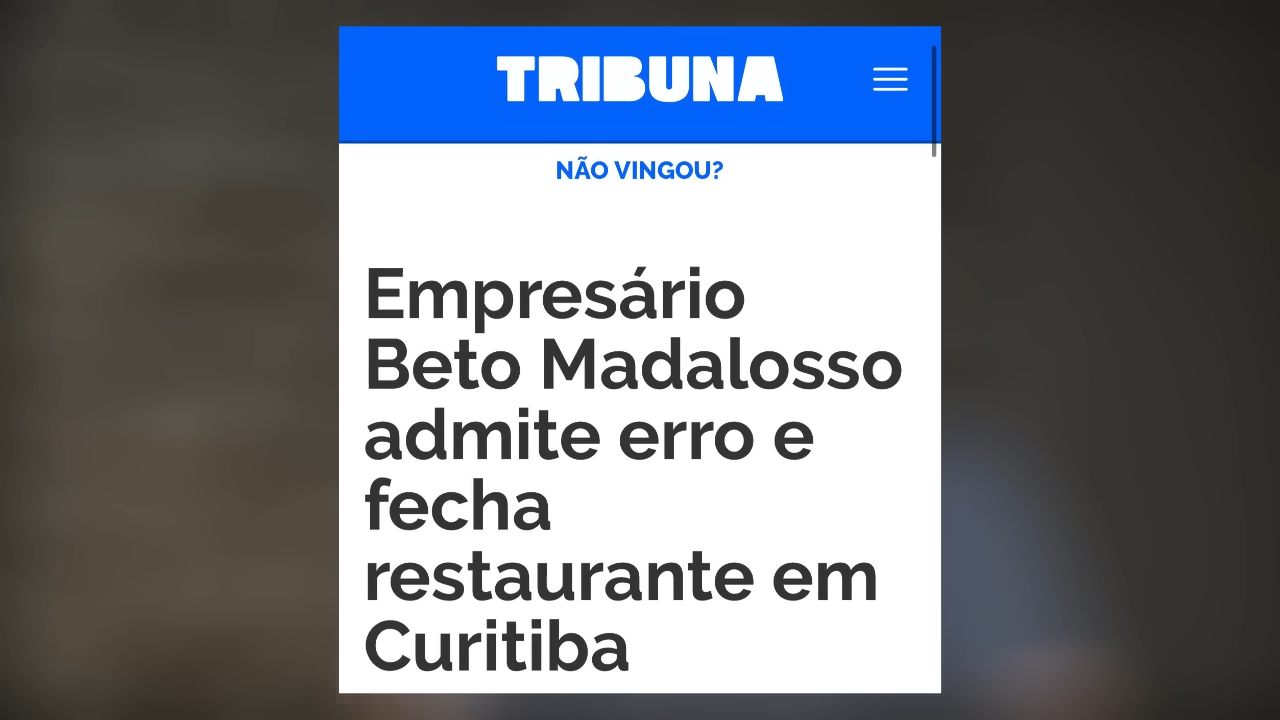 TRIBUNA
NÃO VINGOU?
Empresário
Beto Madalosso
admite erro e
fecha
restaurante em
Curitiba